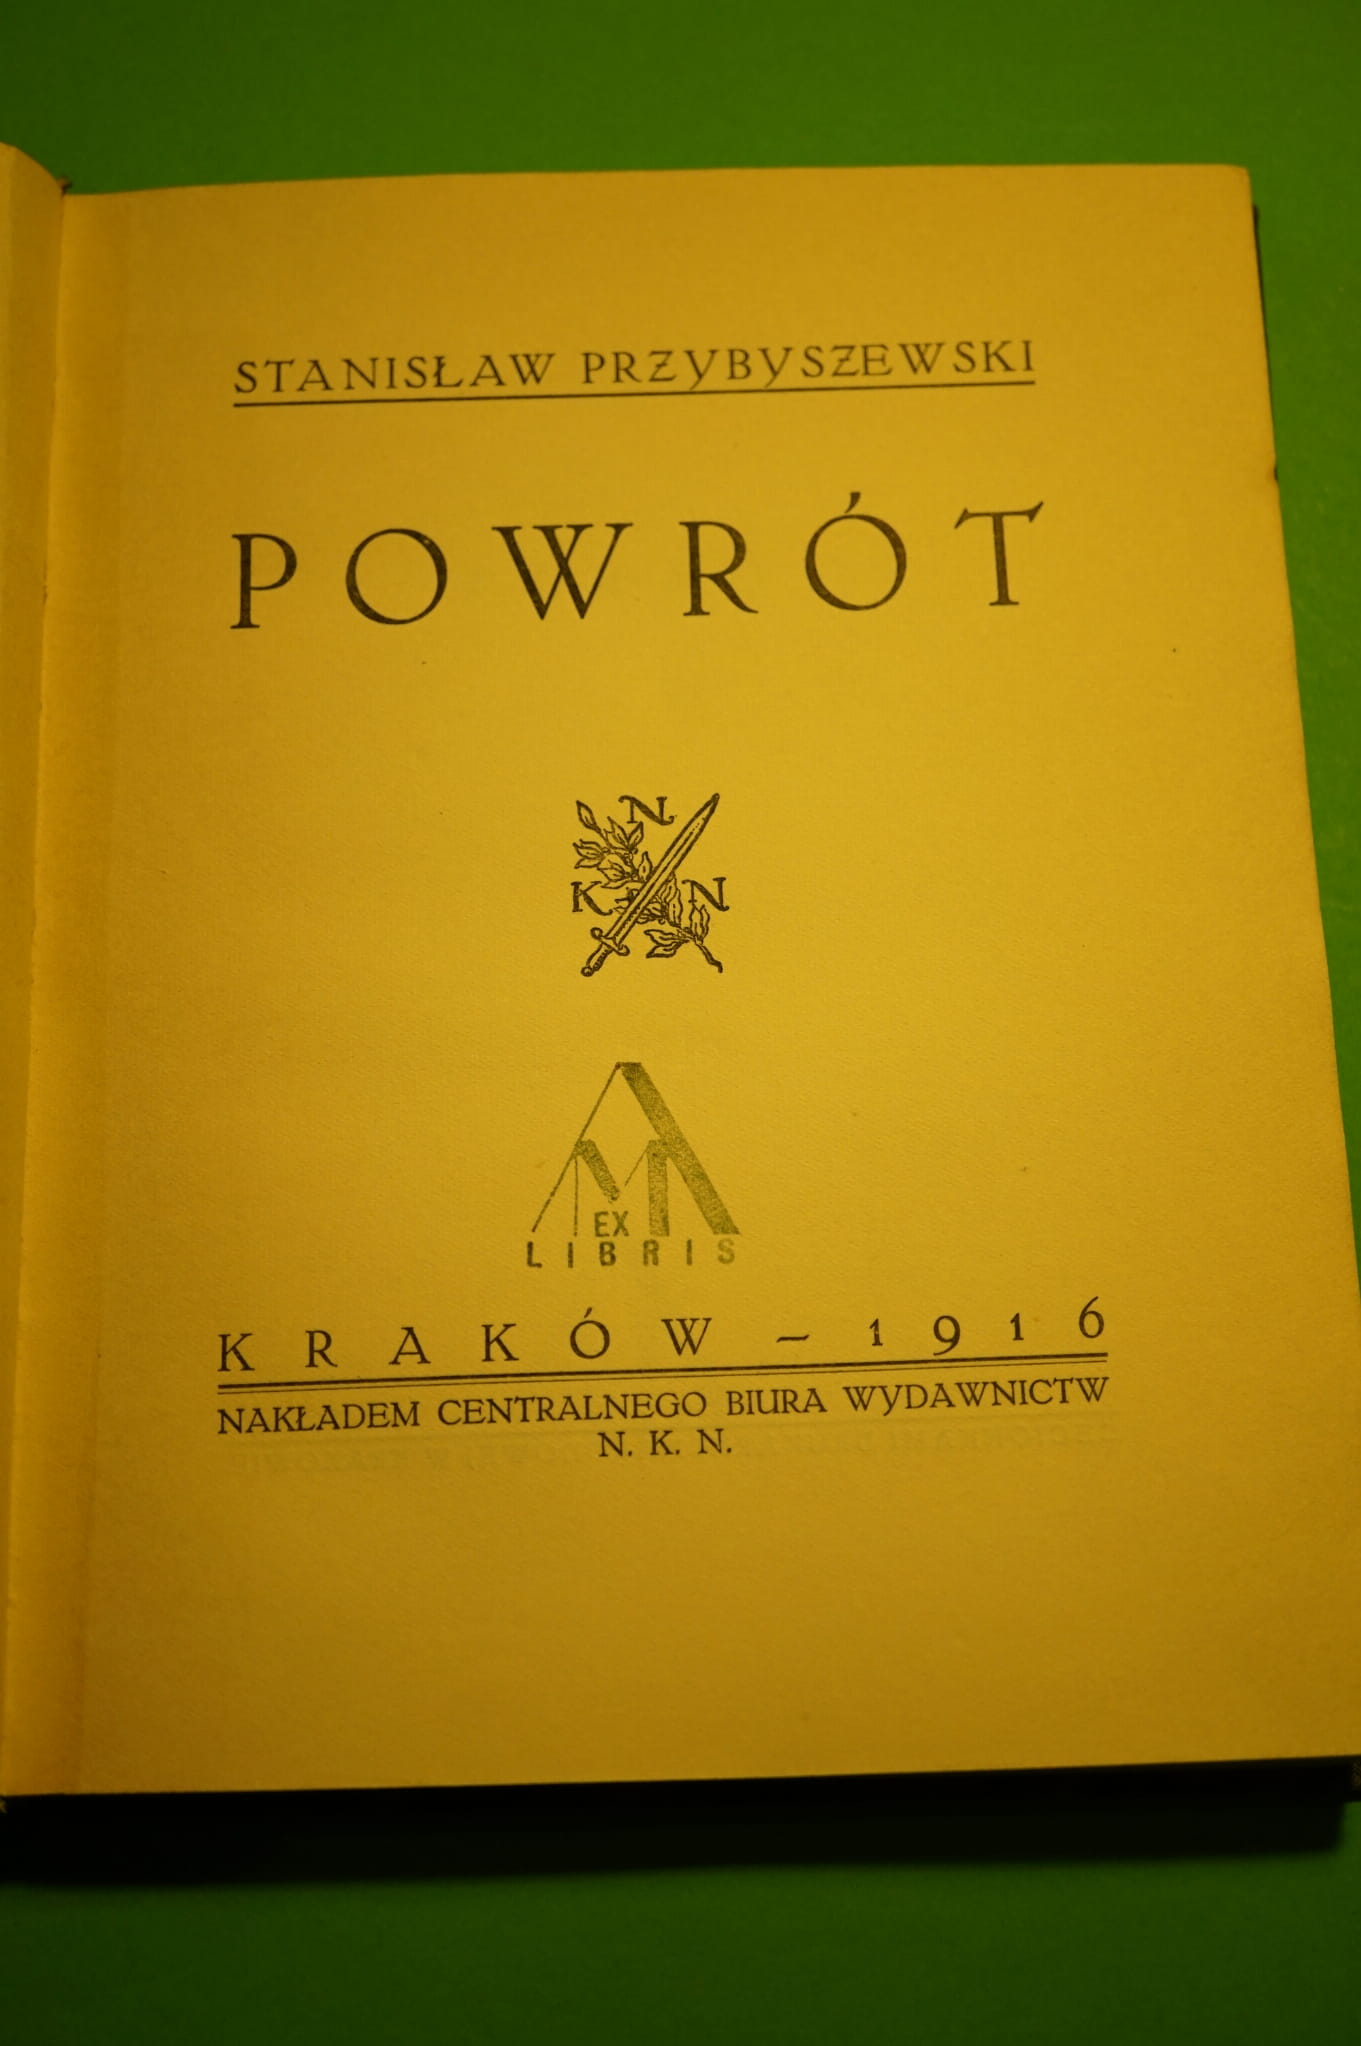 STANISŁAW PRZYBYSZEWSKI
POWRÓT
N
K N
EX
LIBRIS
KRAKÓW – 1916
NAKŁADEM CENTRALNEGO BIURA WYDAWNICTW
N. K. N.